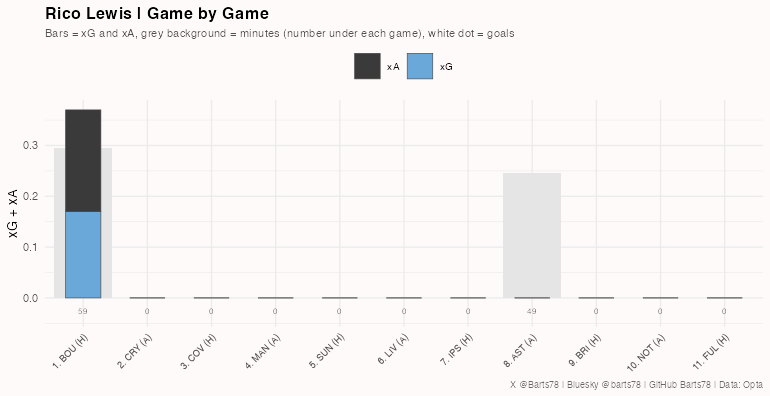 Rico Lewis | Game by Game
Bars = xG and xA, grey background = minutes (number under each game), white dot = goals
xA xG
xG + xA
0.3
0.2
0.1
0.0
59 0 0 0 0 0 0 49 0 0 0
1. BOU (H) 2. CRY (A) 3. COV (H) 4. MAN (A) 5. SUN (H) 6. LIV (A) 7. IPS (H) 8. AST (A) 9. BRI (H) 10. NOT (A) 11. FUL (H)
X @Barts78 | Bluesky @barts78 | GitHub Barts78 | Data: Opta